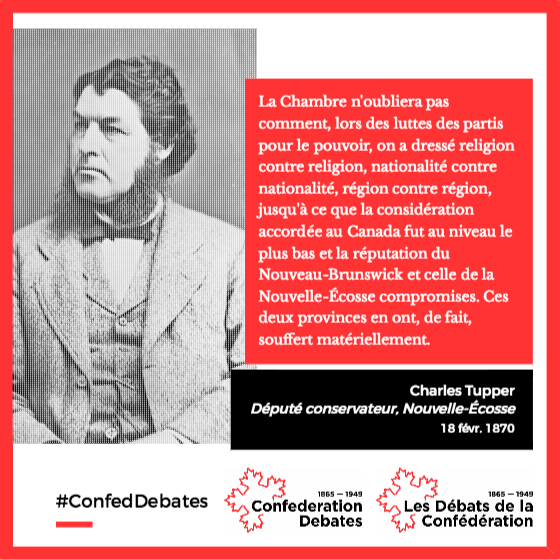 La Chambre n'oubliera pas
comment, lors des luttes des partis
pour le pouvoir, on a dressé religion
contre religion, nationalité contre
nationalité, région contre région,
jusqu'à ce que la considération
accordée au Canada fut au niveau le
plus bas et la réputation du
Nouveau-Brunswick et celle de la
Nouvelle-Écosse compromises. Ces
deux provinces en ont, de fait,
souffert matériellement.
Charles Tupper
Député conservateur, Nouvelle-Écosse
18 févr. 1870
#ConfedDebates
1865 — 1949
Confederation
Debates
1865 — 1949
Les Débats de la
Confédération